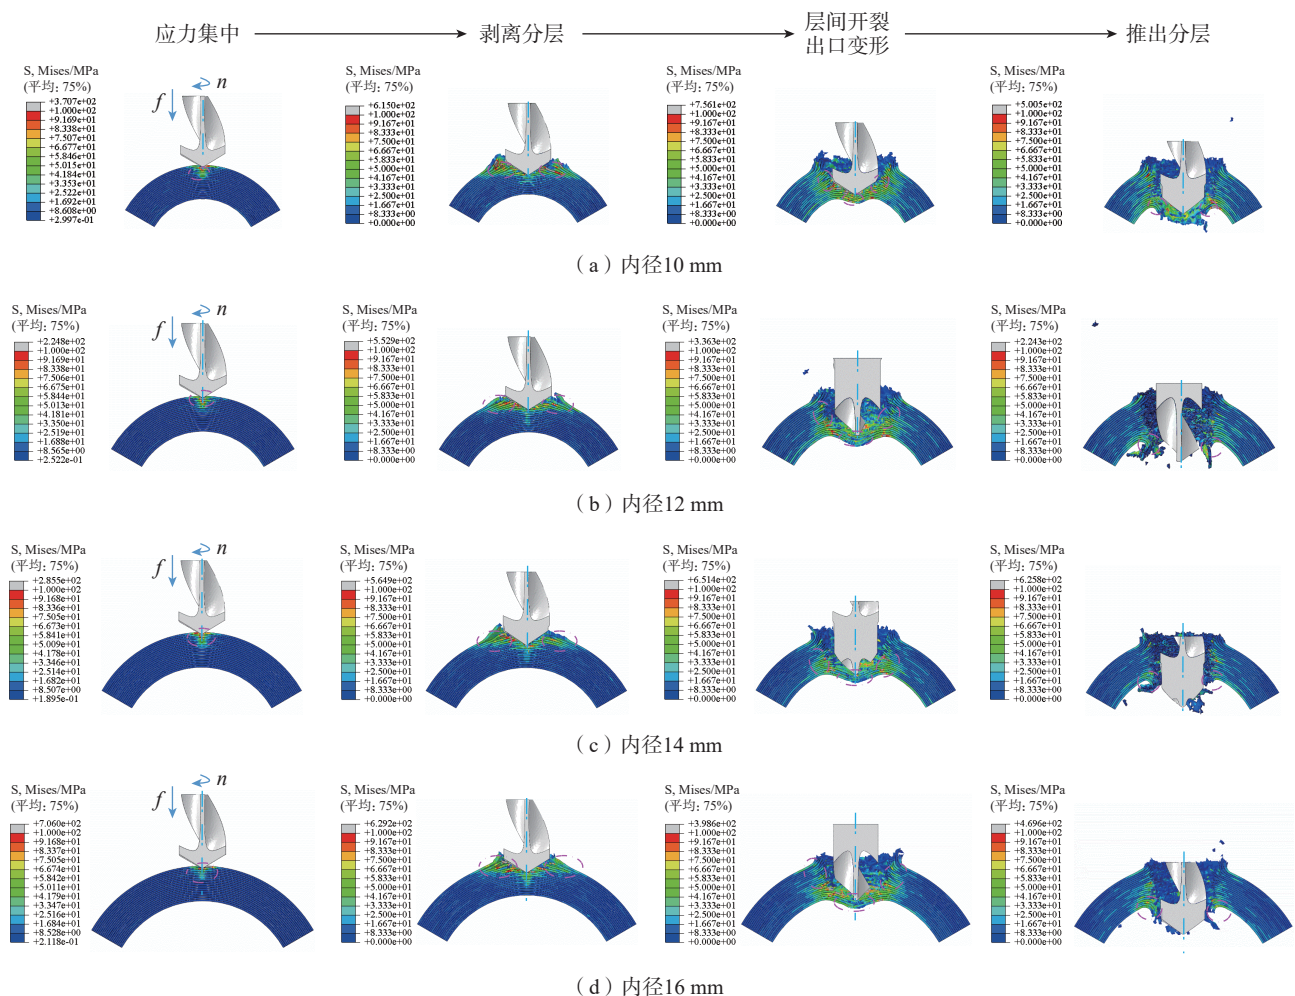 应力集中
剥离分层
层间开裂
出口变形
推出分层
S, Mises/MPa
(平均: 75%)
+3.707e+02
+1.000e+02
+9.169e+01
+8.338e+01
+7.507e+01
+6.677e+01
+5.846e+01
+5.015e+01
+4.184e+01
+3.353e+01
+2.522e+01
+1.692e+01
+8.608e+00
+2.997e-01
f
n
S, Mises/MPa
(平均: 75%)
+6.150e+02
+1.000e+02
+9.167e+01
+8.333e+01
+7.500e+01
+6.667e+01
+5.833e+01
+5.000e+01
+4.167e+01
+3.333e+01
+2.500e+01
+1.667e+01
+8.333e+00
+0.000e+00
S, Mises/MPa
(平均: 75%)
+7.561e+02
+1.000e+02
+9.167e+01
+8.333e+01
+7.500e+01
+6.667e+01
+5.833e+01
+5.000e+01
+4.167e+01
+3.333e+01
+2.500e+01
+1.667e+01
+8.333e+00
+0.000e+00
S, Mises/MPa
(平均: 75%)
+5.005e+02
+1.000e+02
+9.167e+01
+8.333e+01
+7.500e+01
+6.667e+01
+5.833e+01
+5.000e+01
+4.167e+01
+3.333e+01
+2.500e+01
+1.667e+01
+8.333e+00
+0.000e+00
（a）内径10 mm
S, Mises/MPa
(平均: 75%)
+2.248e+02
+1.000e+02
+9.169e+01
+8.338e+01
+7.506e+01
+6.675e+01
+5.844e+01
+5.013e+01
+4.181e+01
+3.350e+01
+2.519e+01
+1.688e+01
+8.565e+00
+2.522e-01
f
n
S, Mises/MPa
(平均: 75%)
+5.529e+02
+1.000e+02
+9.167e+01
+8.333e+01
+7.500e+01
+6.667e+01
+5.833e+01
+5.000e+01
+4.167e+01
+3.333e+01
+2.500e+01
+1.667e+01
+8.333e+00
+0.000e+00
S, Mises/MPa
(平均: 75%)
+3.363e+02
+1.000e+02
+9.167e+01
+8.333e+01
+7.500e+01
+6.667e+01
+5.833e+01
+5.000e+01
+4.167e+01
+3.333e+01
+2.500e+01
+1.667e+01
+8.333e+00
+0.000e+00
S, Mises/MPa
(平均: 75%)
+2.243e+02
+1.000e+02
+9.167e+01
+8.333e+01
+7.500e+01
+6.667e+01
+5.833e+01
+5.000e+01
+4.167e+01
+3.333e+01
+2.500e+01
+1.667e+01
+8.333e+00
+0.000e+00
（b）内径12 mm
S, Mises/MPa
(平均: 75%)
+2.855e+02
+1.000e+02
+9.168e+01
+8.336e+01
+7.505e+01
+6.673e+01
+5.841e+01
+5.009e+01
+4.178e+01
+3.346e+01
+2.514e+01
+1.682e+01
+8.507e+00
+1.895e-01
f
n
S, Mises/MPa
(平均: 75%)
+5.649e+02
+1.000e+02
+9.167e+01
+8.333e+01
+7.500e+01
+6.667e+01
+5.833e+01
+5.000e+01
+4.167e+01
+3.333e+01
+2.500e+01
+1.667e+01
+8.333e+00
+0.000e+00
S, Mises/MPa
(平均: 75%)
+6.514e+02
+1.000e+02
+9.167e+01
+8.333e+01
+7.500e+01
+6.667e+01
+5.833e+01
+5.000e+01
+4.167e+01
+3.333e+01
+2.500e+01
+1.667e+01
+8.333e+00
+0.000e+00
S, Mises/MPa
(平均: 75%)
+6.258e+02
+1.000e+02
+9.167e+01
+8.333e+01
+7.500e+01
+6.667e+01
+5.833e+01
+5.000e+01
+4.167e+01
+3.333e+01
+2.500e+01
+1.667e+01
+8.333e+00
+0.000e+00
（c）内径14 mm
S, Mises/MPa
(平均: 75%)
+7.060e+02
+1.000e+02
+9.168e+01
+8.337e+01
+7.505e+01
+6.674e+01
+5.842e+01
+5.011e+01
+4.179e+01
+3.347e+01
+2.516e+01
+1.684e+01
+8.528e+00
+2.118e-01
f
n
S, Mises/MPa
(平均: 75%)
+6.292e+02
+1.000e+02
+9.167e+01
+8.333e+01
+7.500e+01
+6.667e+01
+5.833e+01
+5.000e+01
+4.167e+01
+3.333e+01
+2.500e+01
+1.667e+01
+8.333e+00
+0.000e+00
S, Mises/MPa
(平均: 75%)
+3.986e+02
+1.000e+02
+9.167e+01
+8.333e+01
+7.500e+01
+6.667e+01
+5.833e+01
+5.000e+01
+4.167e+01
+3.333e+01
+2.500e+01
+1.667e+01
+8.333e+00
+0.000e+00
S, Mises/MPa
(平均: 75%)
+4.696e+02
+1.000e+02
+9.167e+01
+8.333e+01
+7.500e+01
+6.667e+01
+5.833e+01
+5.000e+01
+4.167e+01
+3.333e+01
+2.500e+01
+1.667e+01
+8.333e+00
+0.000e+00
（d）内径16 mm